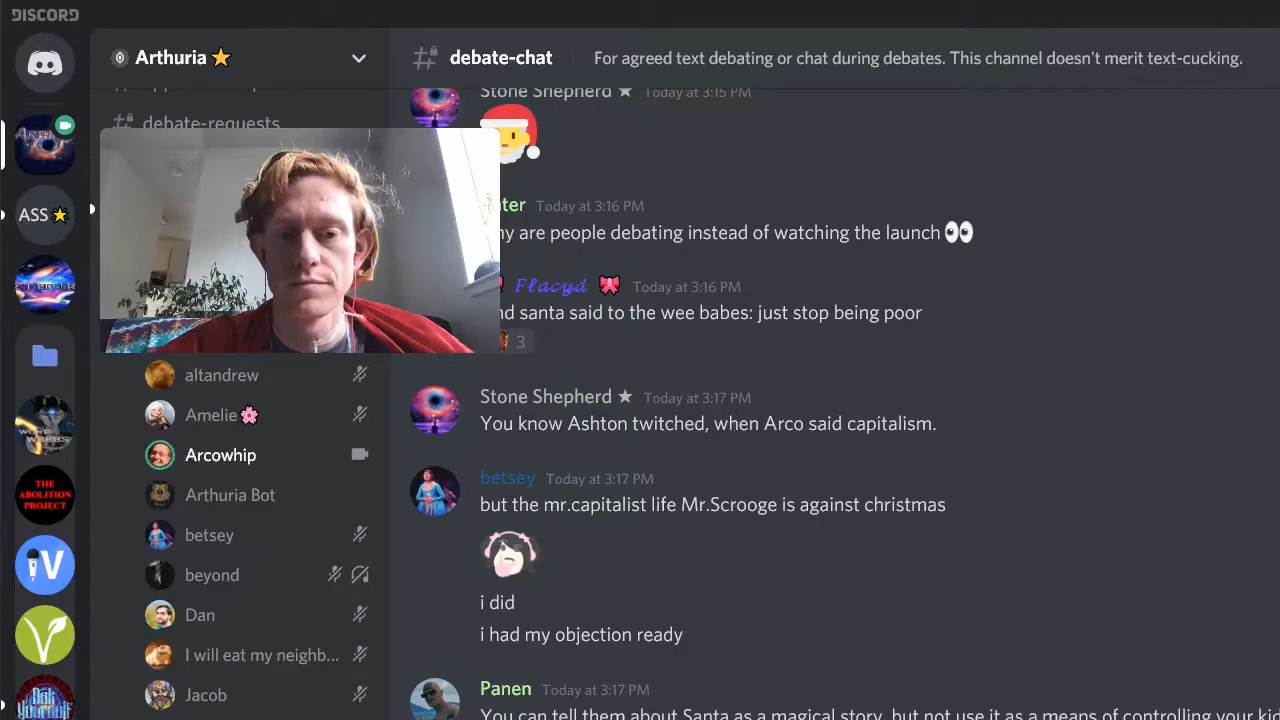 DISCORD
Arthuria
debate-chat
For agreed text debating or chat during debates. This channel doesn't merit text-cucking.
debate-requests
ASS
THE
ABOLITION
PROJECT
V
altandrew
Amelie
Arcowhip
Arthuria Bot
betsey
beyond
Dan
I will eat my neighb...
Jacob
Stone Shepherd Today at 3:15 PM
Today at 3:16 PM
are people debating instead of watching the launch
Flacyd Today at 3:16 PM
santa said to the wee babes: just stop being poor
3
Stone Shepherd Today at 3:17 PM
You know Ashton twitched, when Arco said capitalism.
betsey Today at 3:17 PM
but the mr.capitalist life Mr.Scrooge is against christmas
i did
i had my objection ready
Panen Today at 3:17 PM
You can tell them about Santa as a magical story, but not use it as a means of controlling your